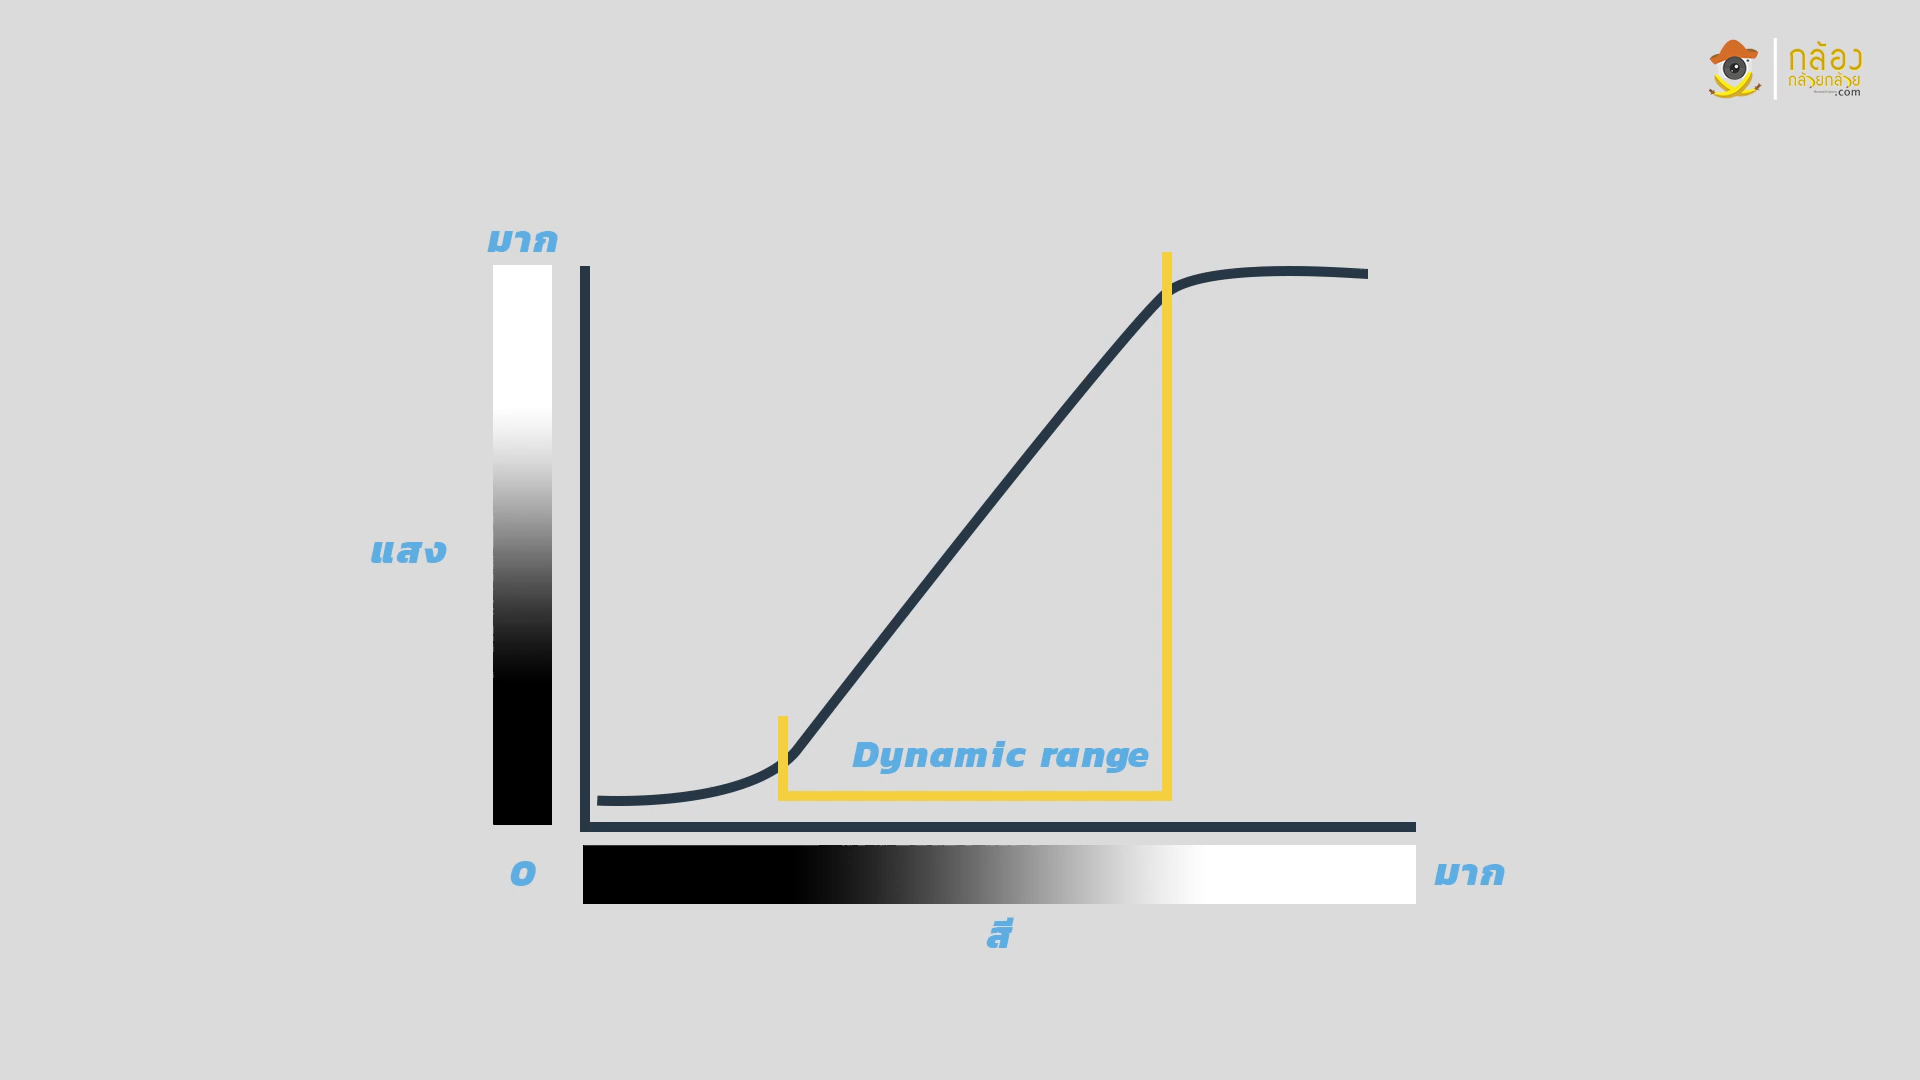 กล้อง
กล้วยกล้วย
.com
มาก
แสง
Dynamic range
0
มาก
สี